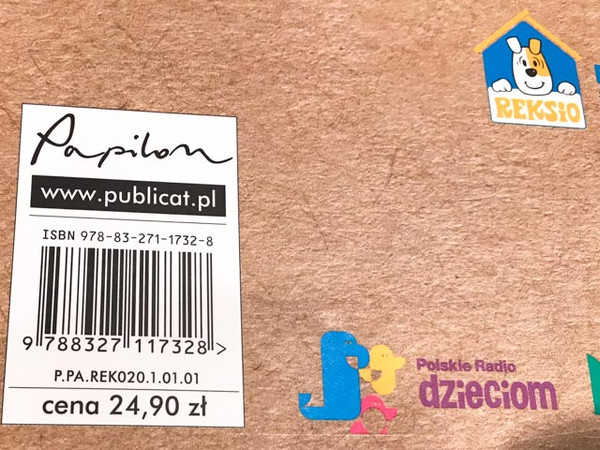 REKSIO
Papilon
www.publicat.pl
ISBN 978-83-271-1732-8
9 788327 117328 >
P.PA.REK020.1.01.01
cena 24,90 zł
Polskie Radio
dzieciom